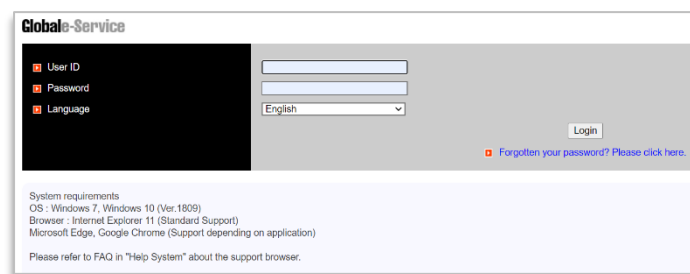 Globale-Service
User ID
Password
Language English
Login
Forgotten your password? Please click here.
System requirements
OS : Windows 7, Windows 10 (Ver.1809)
Browser : Internet Explorer 11 (Standard Support)
Microsoft Edge, Google Chrome (Support depending on application)
Please refer to FAQ in "Help System" about the support browser.